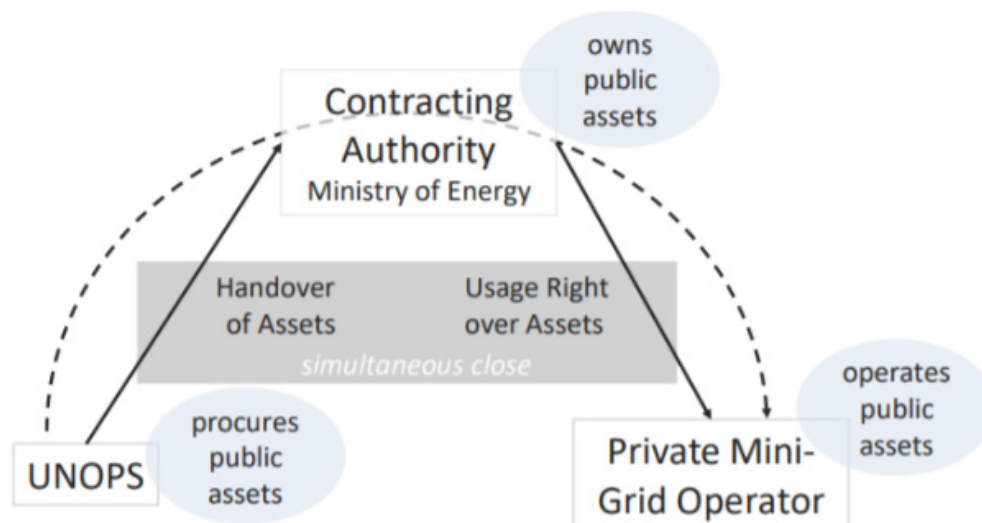 owns
public
assets
Contracting
Authority
Ministry of Energy
Handover
of Assets
Usage Right
over Assets
simultaneous close
operates
public
assets
procures
public
assets
UNOPS
Private Mini-
Grid Operator